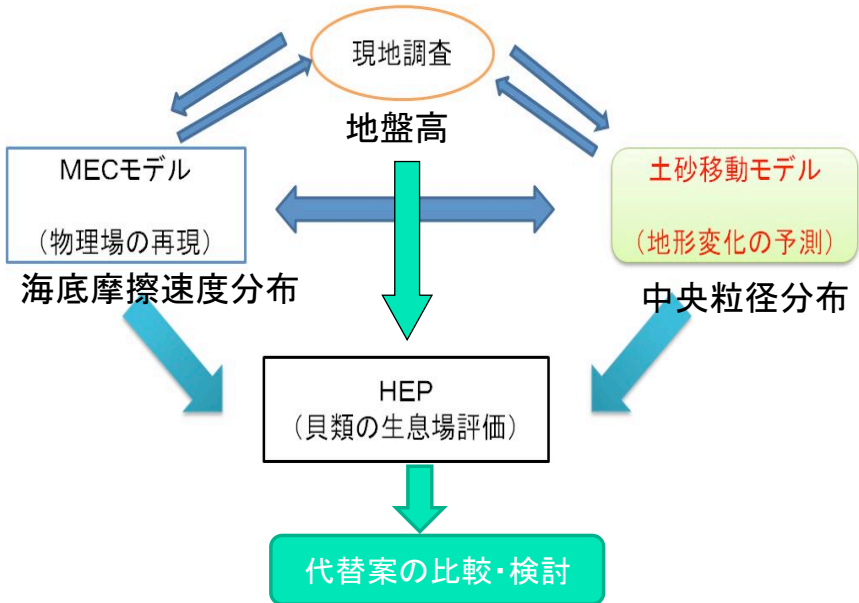 現地調査
地盤高
MECモデル
（物理場の再現）
海底摩擦速度分布
土砂移動モデル
（地形変化の予測）
中央粒径分布
HEP
（貝類の生息場評価）
代替案の比較・検討